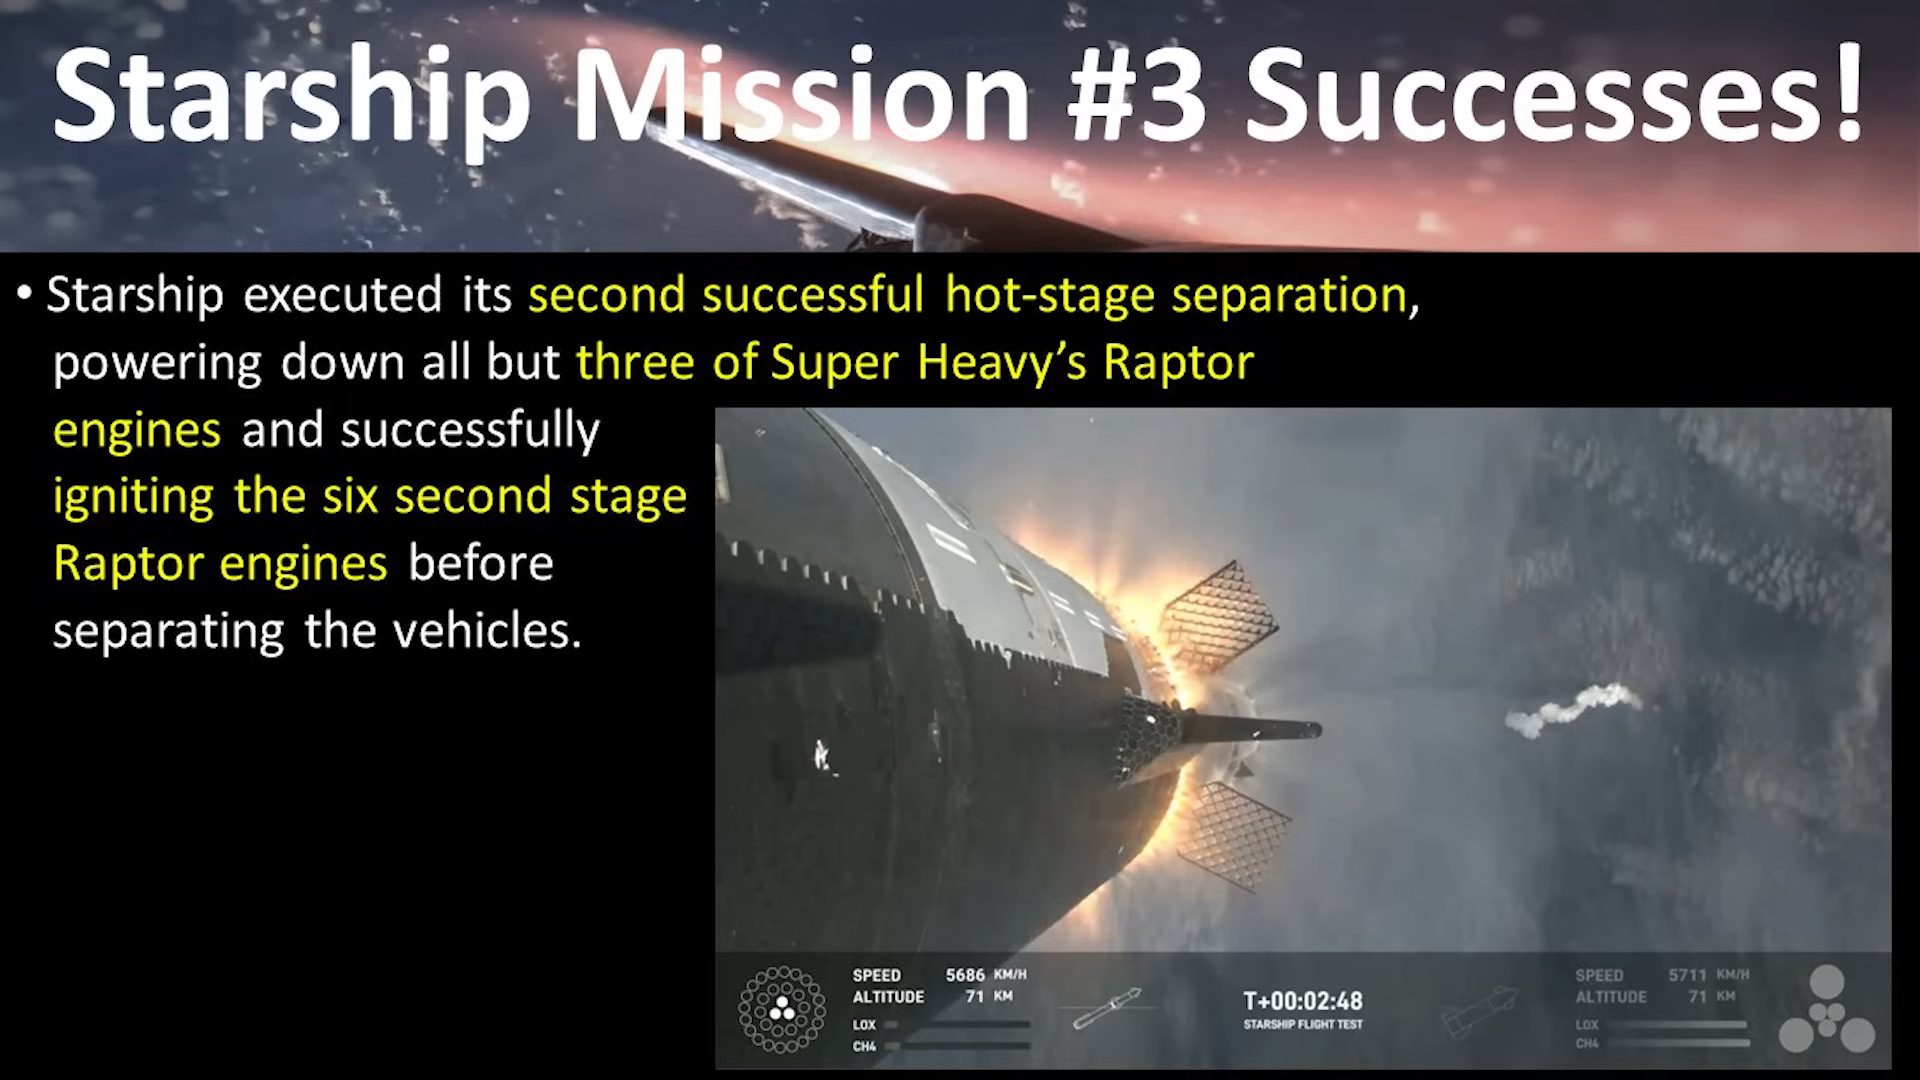 Starship Mission #3 Successes!
• Starship executed its second successful hot-stage separation,
powering down all but three of Super Heavy’s Raptor
engines and successfully
igniting the six second stage
Raptor engines before
separating the vehicles.
SPEED 5686 KM/H
ALTITUDE 71 KM
LOX
CH4
T+00:02:48
STARSHIP FLIGHT TEST
SPEED 5711 KM/H
ALTITUDE 71 KM
LOX
CH4